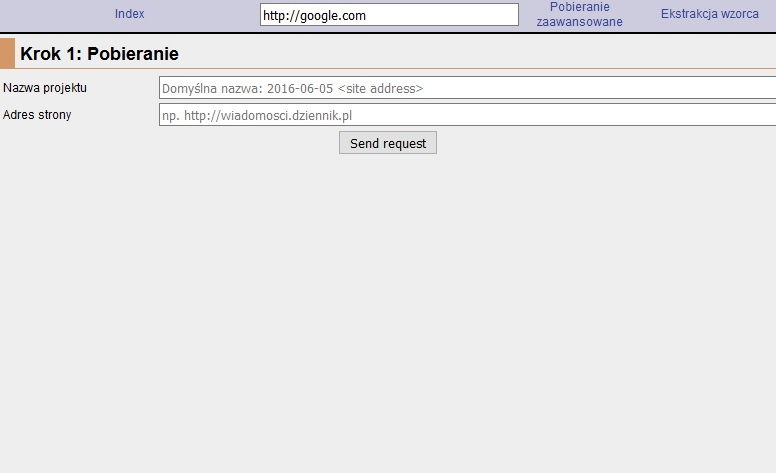 Index
http://google.com
Pobieranie
zaawansowane
Ekstrakcja wzorca
Krok 1: Pobieranie
Nazwa projektu
Domyślna nazwa: 2016-06-05 <site address>
Adres strony
np. http://wiadomosci.dziennik.pl
Send request